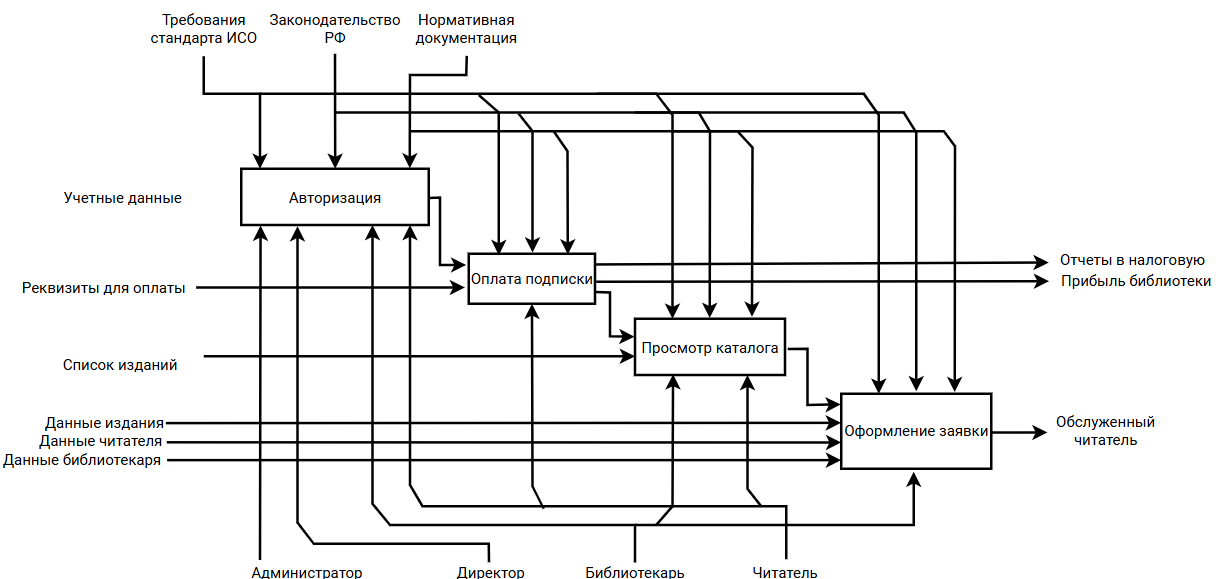 Требования
стандарта ИСО
Законодательство
РФ
Нормативная
документация
Учетные данные
Авторизация
Оплата подписки
Отчеты в налоговую
Прибыль библиотеки
Реквизиты для оплаты
Просмотр каталога
Список изданий
Данные издания
Данные читателя
Данные библиотекаря
Оформление заявки
Обслуженный
читатель
Администратор
Директор
Библиотекарь
Читатель